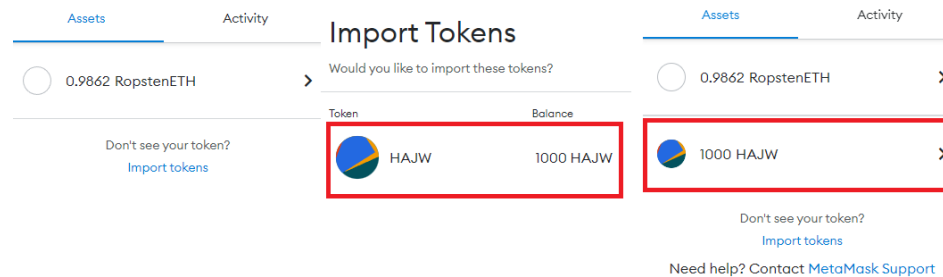 Assets Activity
0.9862 RopstenETH
Don't see your token?
Import tokens
Import Tokens
Would you like to import these tokens?
Token Balance
HAJW 1000 HAJW
Assets Activity
0.9862 RopstenETH
1000 HAJW
Don't see your token?
Import tokens
Need help? Contact MetaMask Support